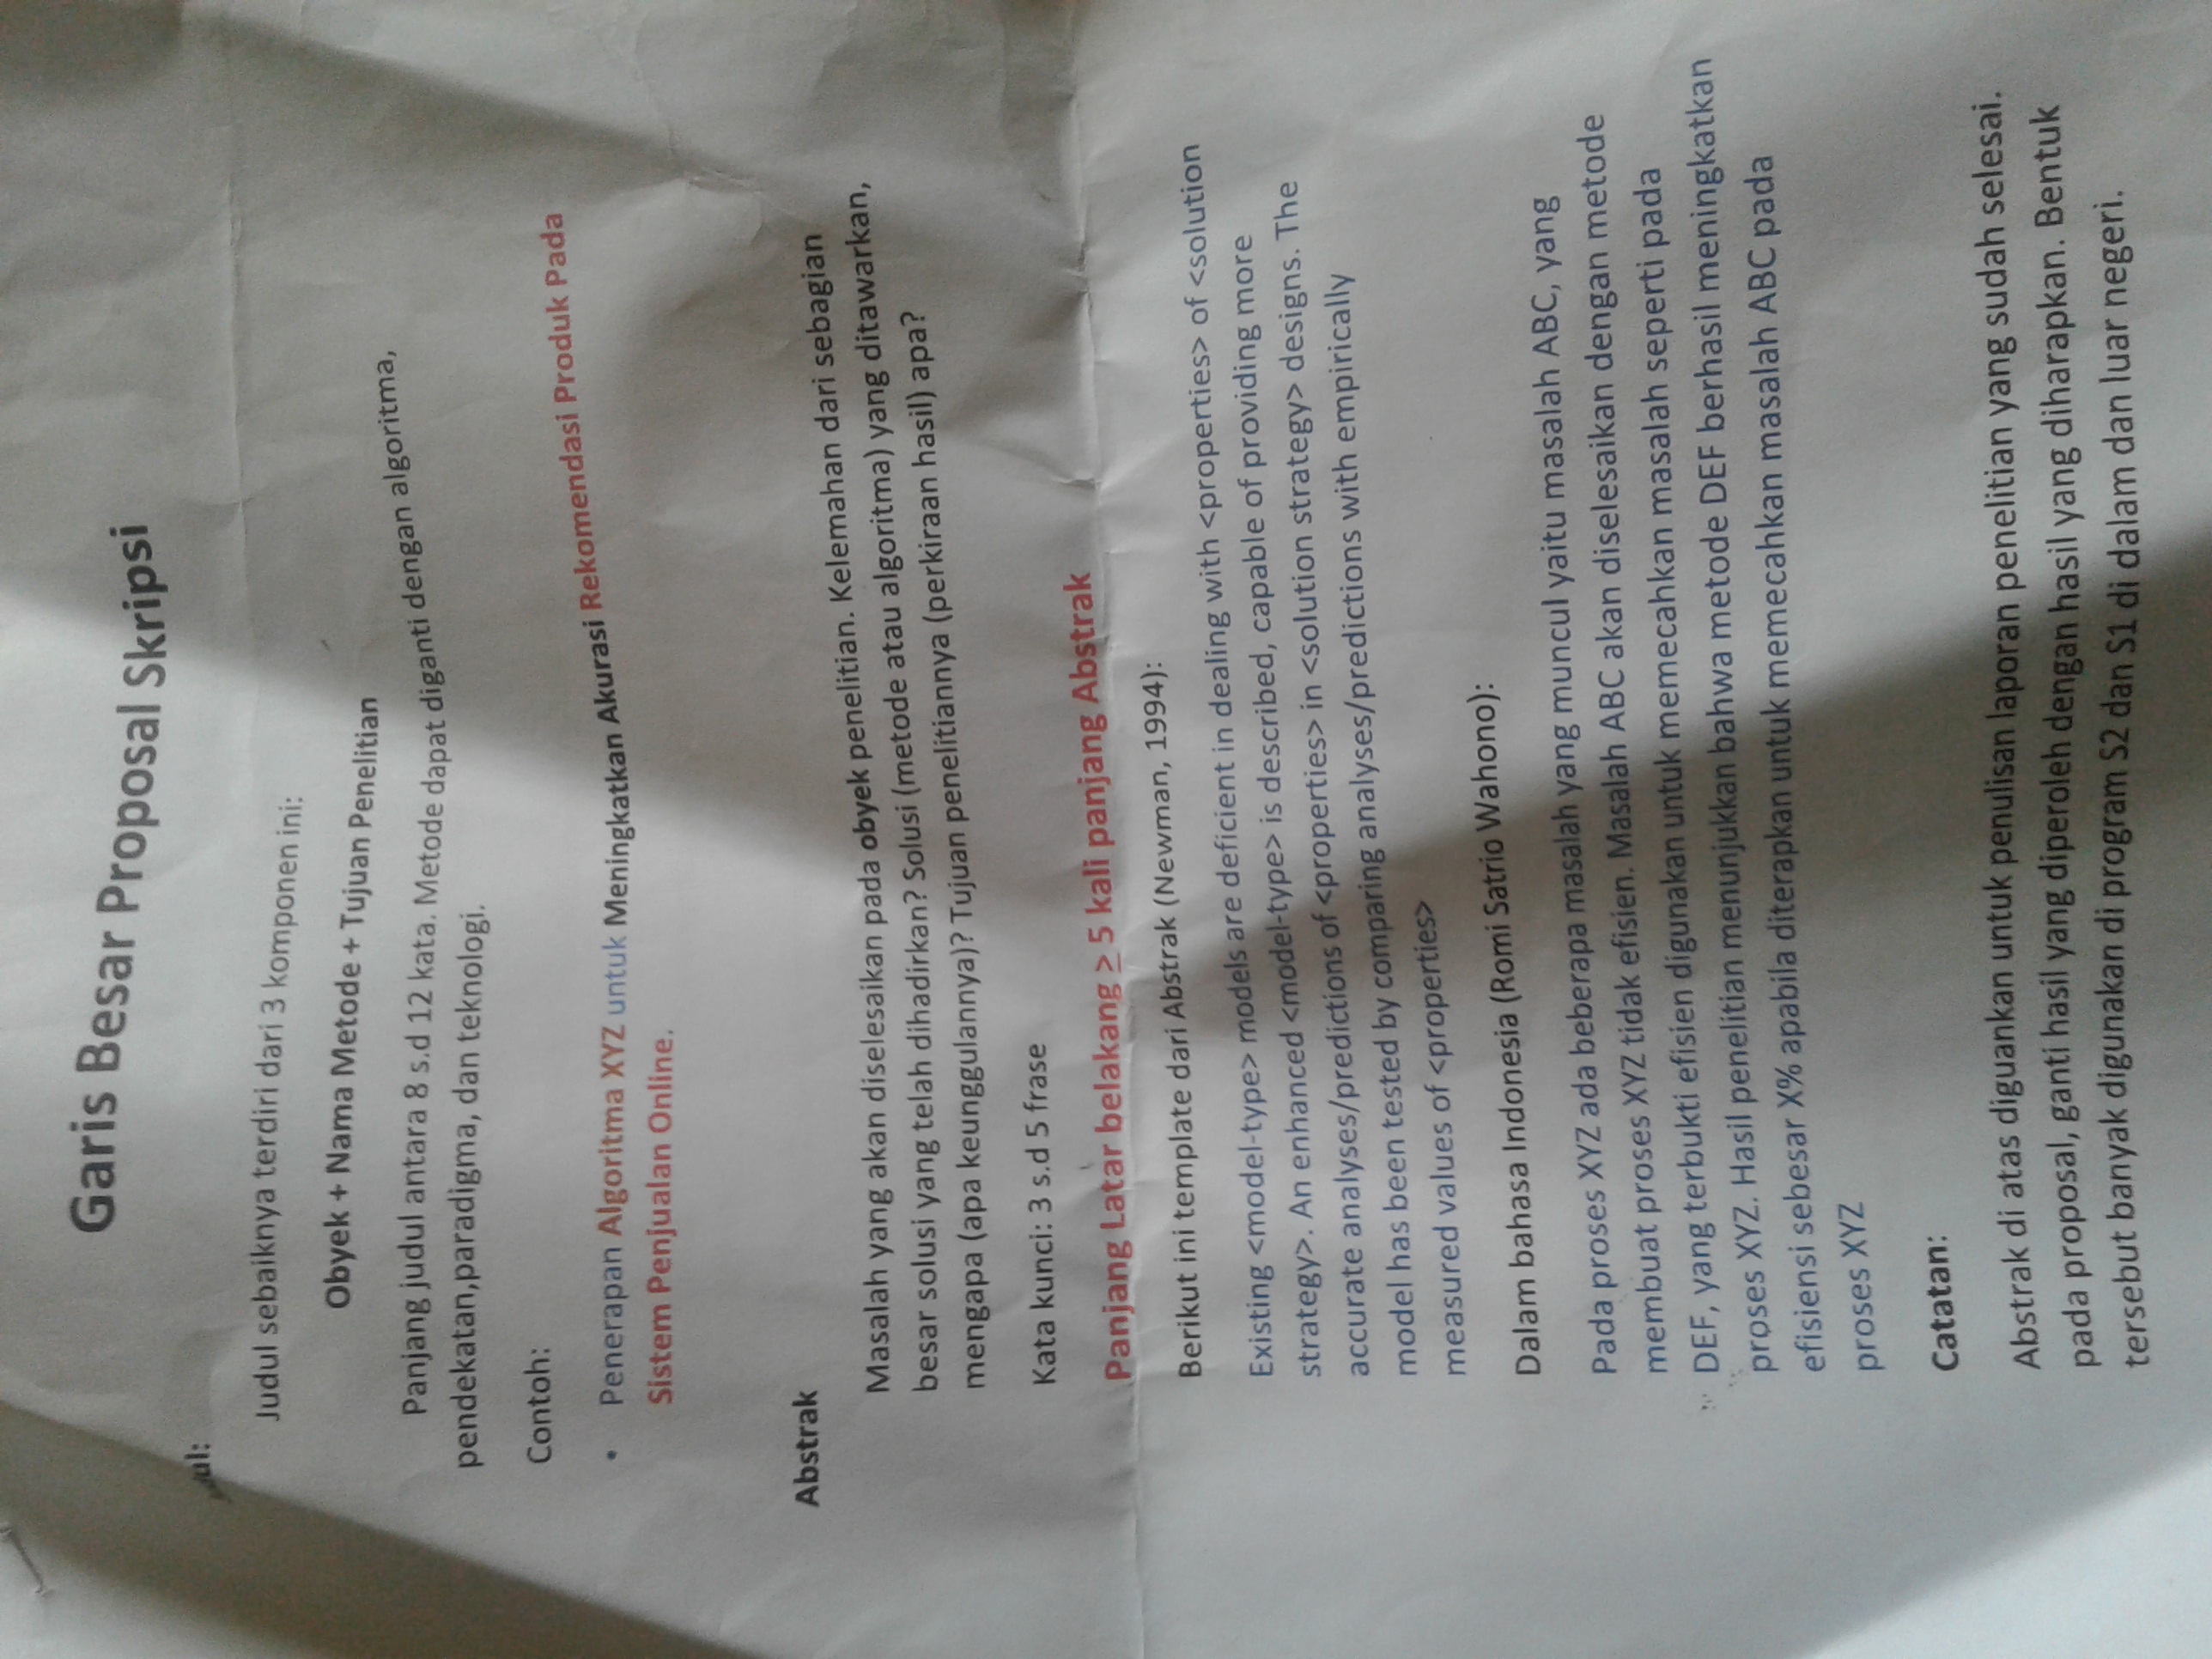 Garis Besar Proposal Skripsi
Judul sebaiknya terdiri dari 3 komponen ini:
Obyek + Nama Metode + Tujuan Penelitian
Panjang judul antara 8 s.d 12 kata. Metode dapat diganti dengan algoritma,
pendekatan,paradigma, dan teknologi.
Contoh:
• Penerapan Algoritma XYZ untuk Meningkatkan Akurasi Rekomendasi Produk Pada
Sistem Penjualan Online.
Abstrak
Masalah yang akan diselesaikan pada obyek penelitian. Kelemahan dari sebagian
besar solusi yang telah dihadirkan? Solusi (metode atau algoritma) yang ditawarkan,
mengapa (apa keunggulannya)? Tujuan penelitiannya (perkiraan hasil) apa?
Kata kunci: 3 s.d 5 frase
Panjang Latar belakang ≥ 5 kali panjang Abstrak
Berikut ini template dari Abstrak (Newman, 1994):
Existing <model-type> models are deficient in dealing with <properties> of <solution
strategy>. An enhanced <model-type> is described, capable of providing more
accurate analyses/predictions of <properties> in <solution strategy> designs. The
model has been tested by comparing analyses/predictions with empirically
measured values of <properties>
Dalam bahasa Indonesia (Romi Satrio Wahono):
Pada proses XYZ ada beberapa masalah yang muncul yaitu masalah ABC, yang
membuat proses XYZ tidak efisien. Masalah ABC akan diselesaikan dengan metode
DEF, yang terbukti efisien digunakan untuk memecahkan masalah seperti pada
proses XYZ. Hasil penelitian menunjukkan bahwa metode DEF berhasil meningkatkan
efisiensi sebesar X% apabila diterapkan untuk memecahkan masalah ABC pada
proses XYZ
Catatan:
Abstrak di atas diguankan untuk penulisan laporan penelitian yang sudah selesai.
pada proposal, ganti hasil yang diperoleh dengan hasil yang diharapkan. Bentuk
tersebut banyak digunakan di program S2 dan S1 di dalam dan luar negeri.